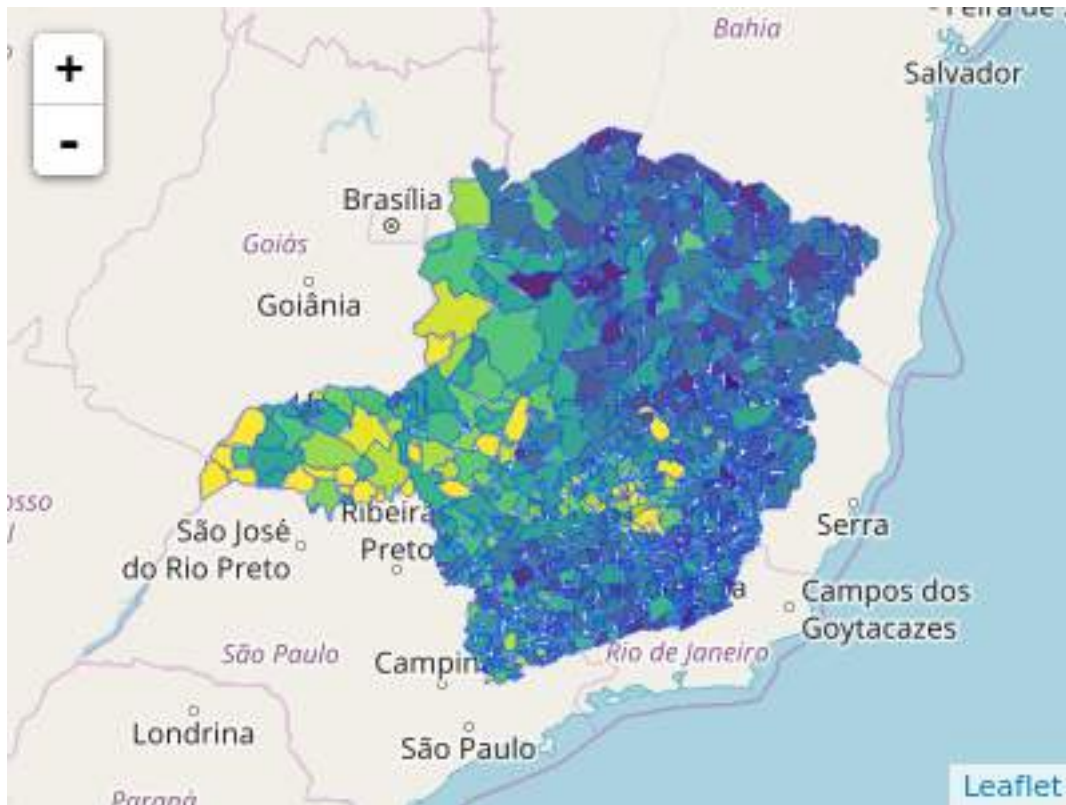 Bahia
+
Salvador
-
Brasília
Goiás
Goiânia
São José
do Rio Preto
Ribeira
Preto
Serra
Campos dos
Goytacazes
São Paulo
Rio de Janeiro
Campin
Londrina
São Paulo
Leaflet
Paraná